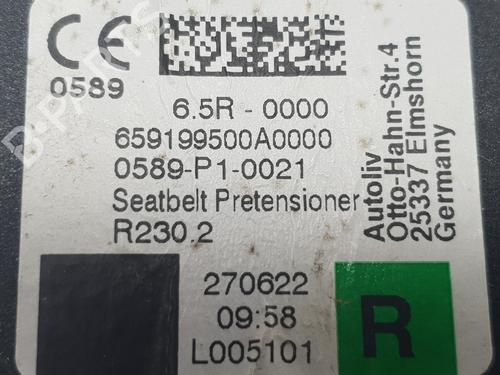 CE
0589
6.5R - 0000
659199500A0000
0589-P1-0021
Seatbelt Pretensioner
R230.2
270622
09:58
L005101
R
Autoliv
Otto-Hahn-Str.4
25337 Elmshorn
Germany
B-PARTS